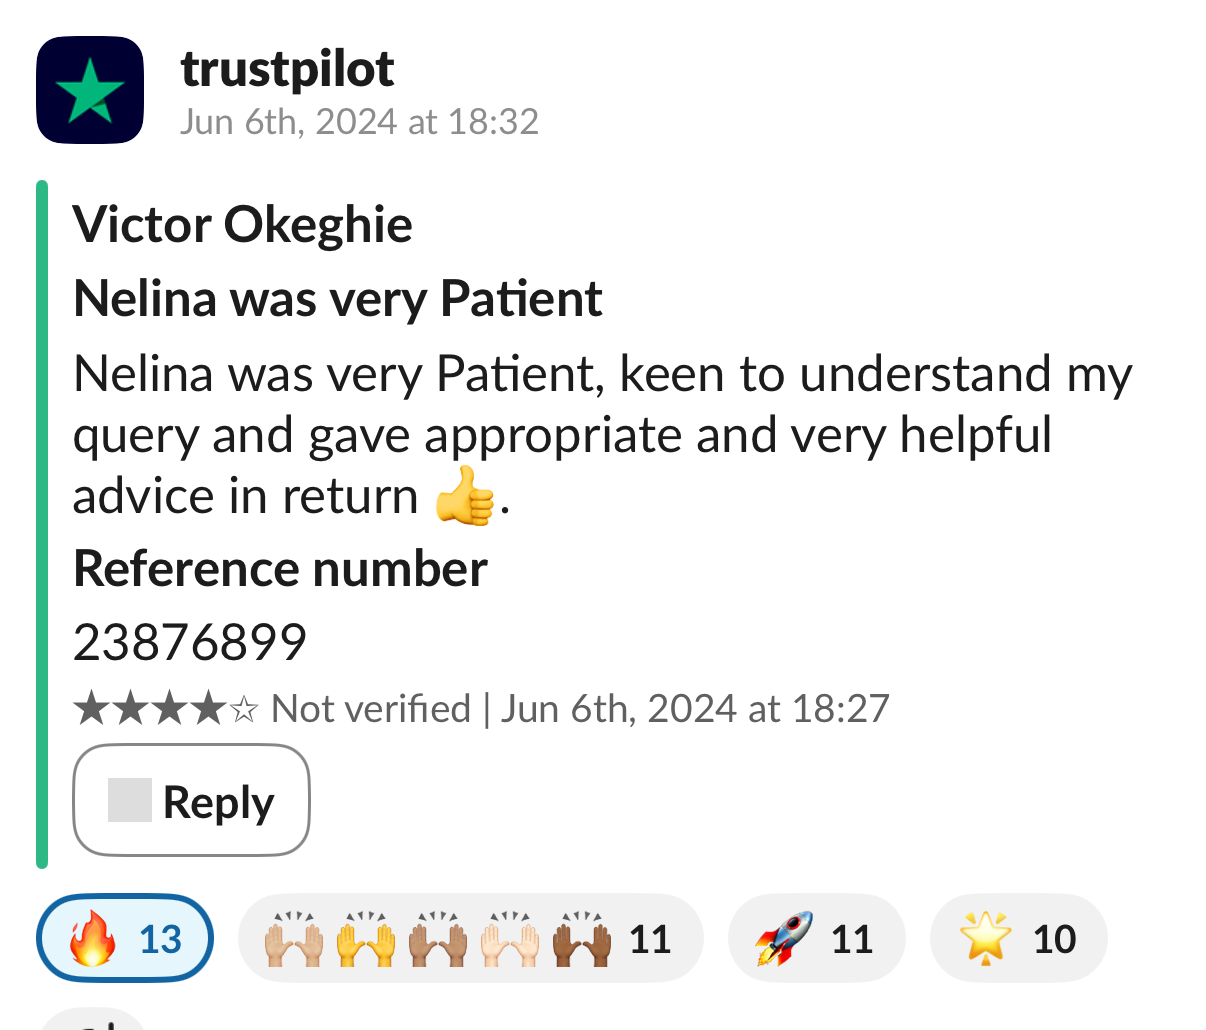 trustpilot
Jun 6th, 2024 at 18:32
Victor Okeghie
Nelina was very Patient
Nelina was very Patient, keen to understand my
query and gave appropriate and very helpful
advice in return 👍.
Reference number
23876899
★★★★☆ Not verified | Jun 6th, 2024 at 18:27
Reply
13 11 11 10